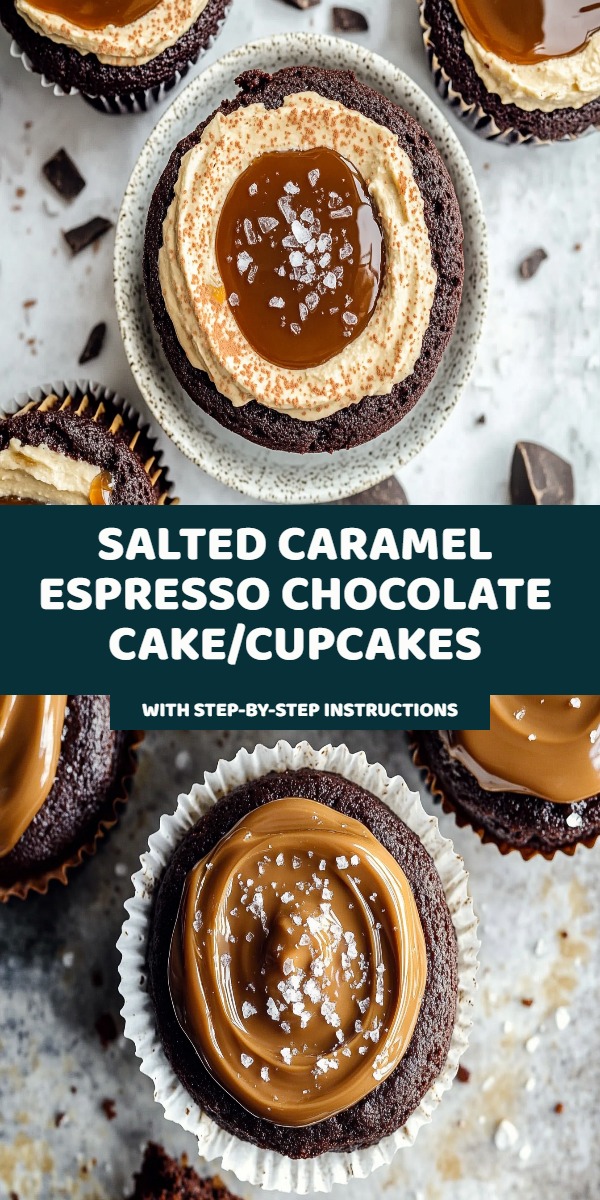 SALTED CARAMEL
ESPRESSO CHOCOLATE
CAKE/CUPCAKES
WITH STEP-BY-STEP INSTRUCTIONS